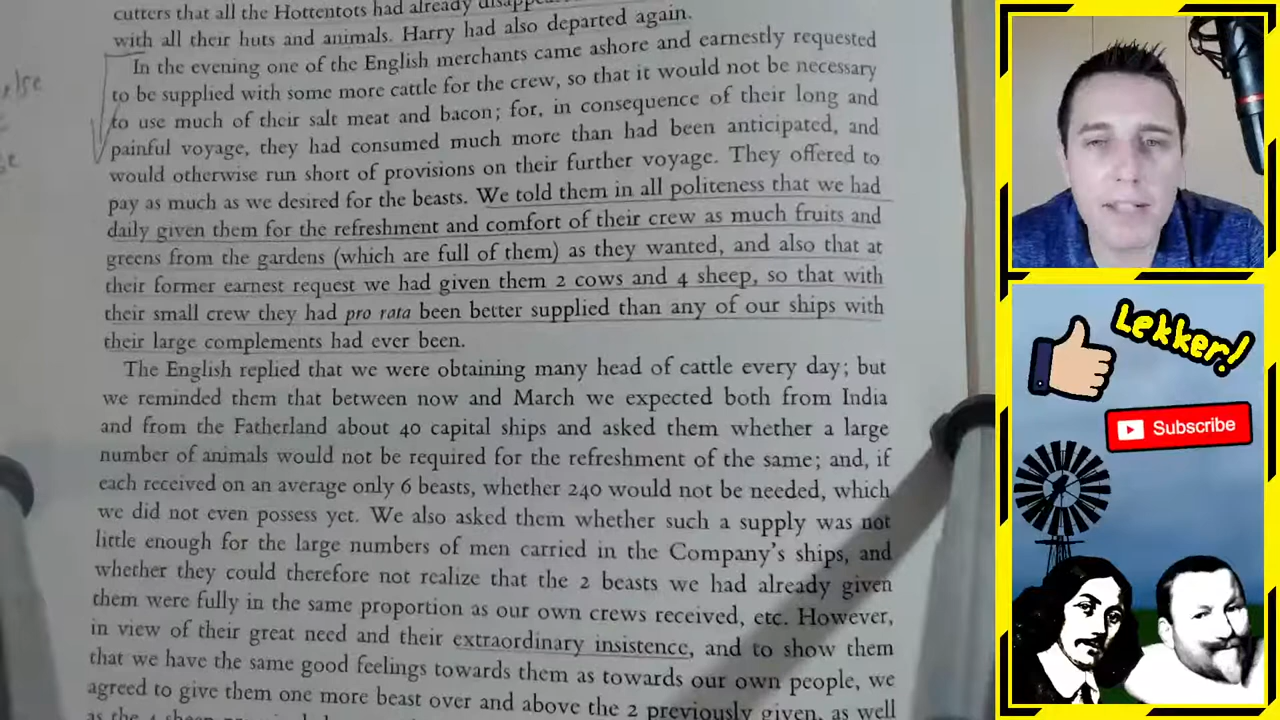 cutters that all the Hottentots had already
with all their huts and animals. Harry had also departed again.
In the evening one of the English merchants came ashore and earnestly requested
to be supplied with some more cattle for the crew, so that it would not be necessary
to use much of their salt meat and bacon; for, in consequence of their long and
painful voyage, they had consumed much more than had been anticipated, and
would otherwise run short of provisions on their further voyage. They offered to
pay as much as we desired for the beasts. We told them in all politeness that we had
daily given them for the refreshment and comfort of their crew as much fruits and
greens from the gardens (which are full of them) as they wanted, and also that at
their former earnest request we had given them 2 cows and 4 sheep, so that with
their small crew they had pro rata been better supplied than any of our ships with
their large complements had ever been.
The English replied that we were obtaining many head of cattle every day; but
we reminded them that between now and March we expected both from India
and from the Fatherland about 40 capital ships and asked them whether a large
number of animals would not be required for the refreshment of the same; and, if
each received on an average only 6 beasts, whether 240 would not be needed, which
we did not even possess yet. We also asked them whether such a supply was not
little enough for the large numbers of men carried in the Company's ships, and
whether they could therefore not realize that the 2 beasts we had already given
them were fully in the same proportion as our own crews received, etc. However,
in view of their great need and their extraordinary insistence, and to show them
that we have the same good feelings towards them as towards our own people, we
agreed to give them one more beast over and above the 2 previously given, as well
as the 4 sheep
Lekker!
Subscribe